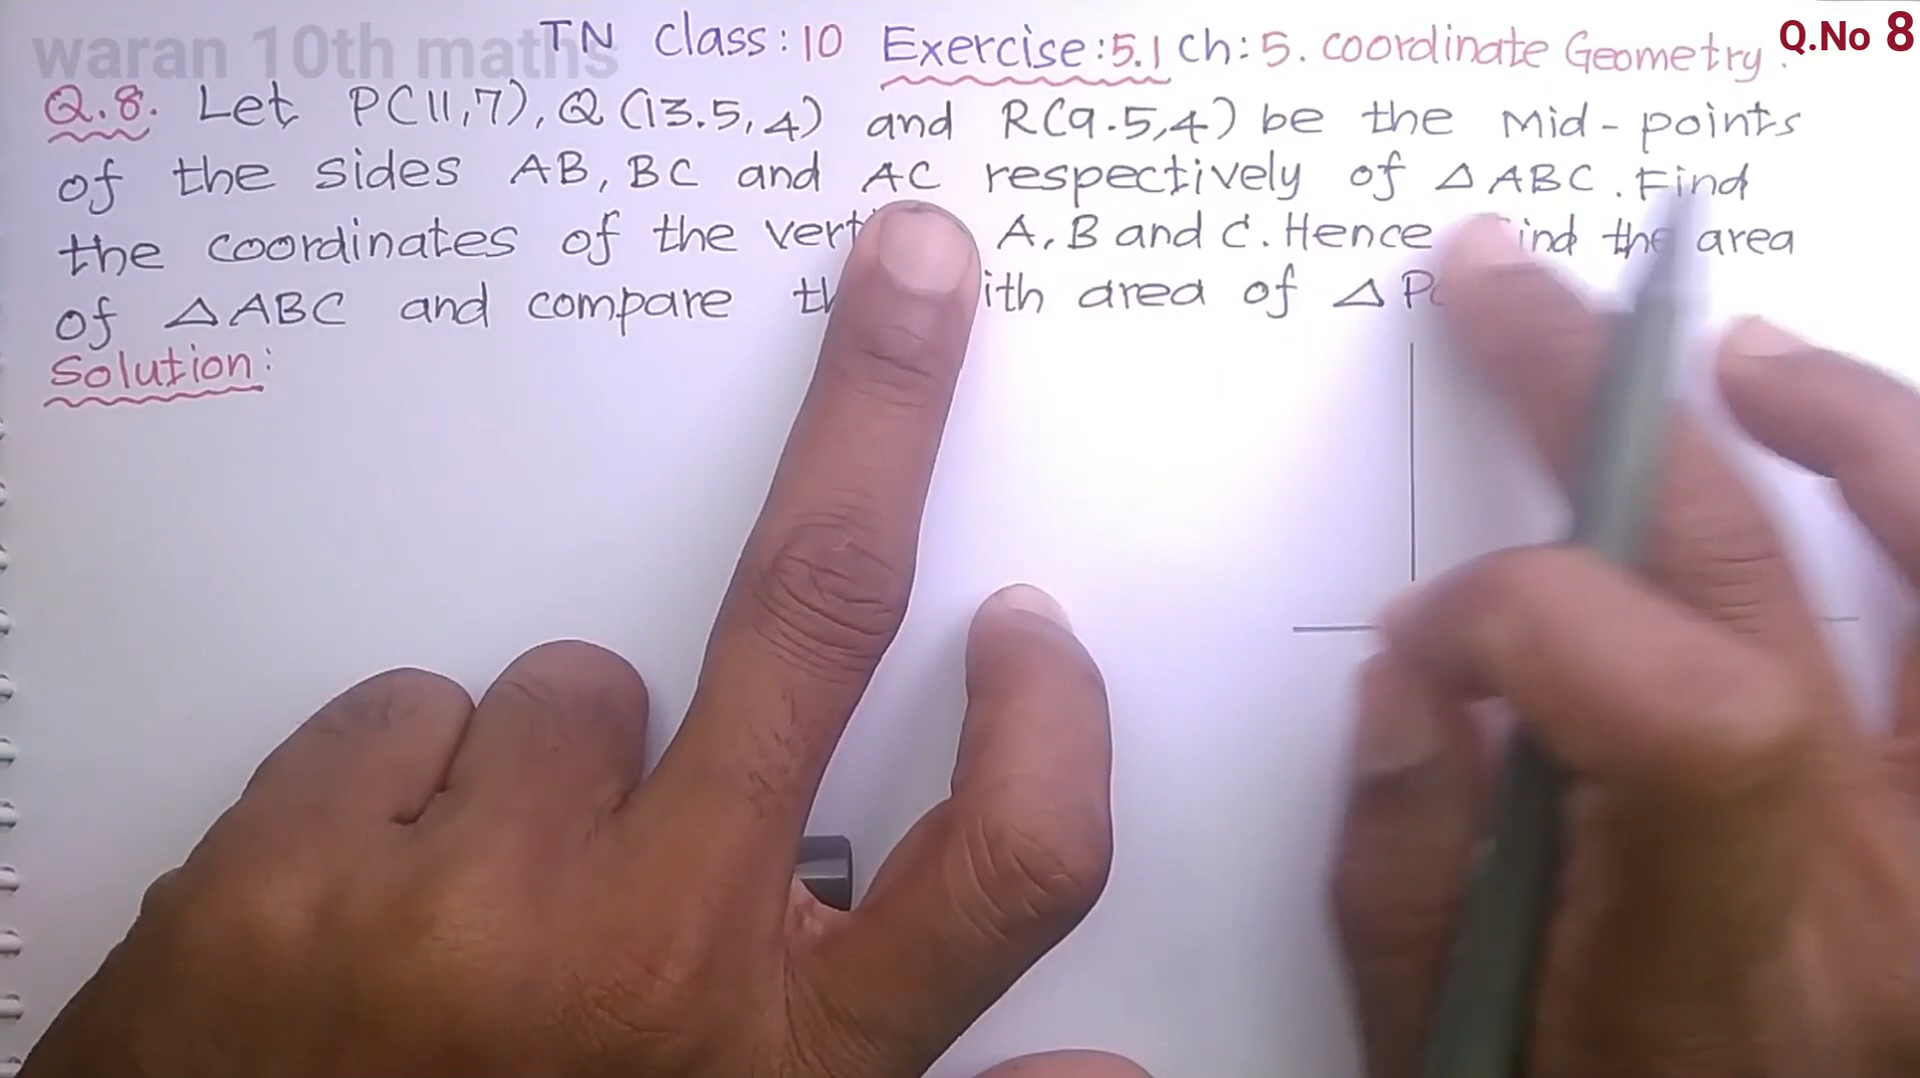 waran 10th maths
TN Class:10 Exercise:5.1 Ch:5. Coordinate Geometry. Q.No 8
Q.8. Let P(11,7), Q(13.5,4) and R(9.5,4) be the Mid-points
of the sides AB, BC and AC respectively of △ABC. Find
the coordinates of the A, B and C. Hence the area
of △ABC and compare area of △
Solution: